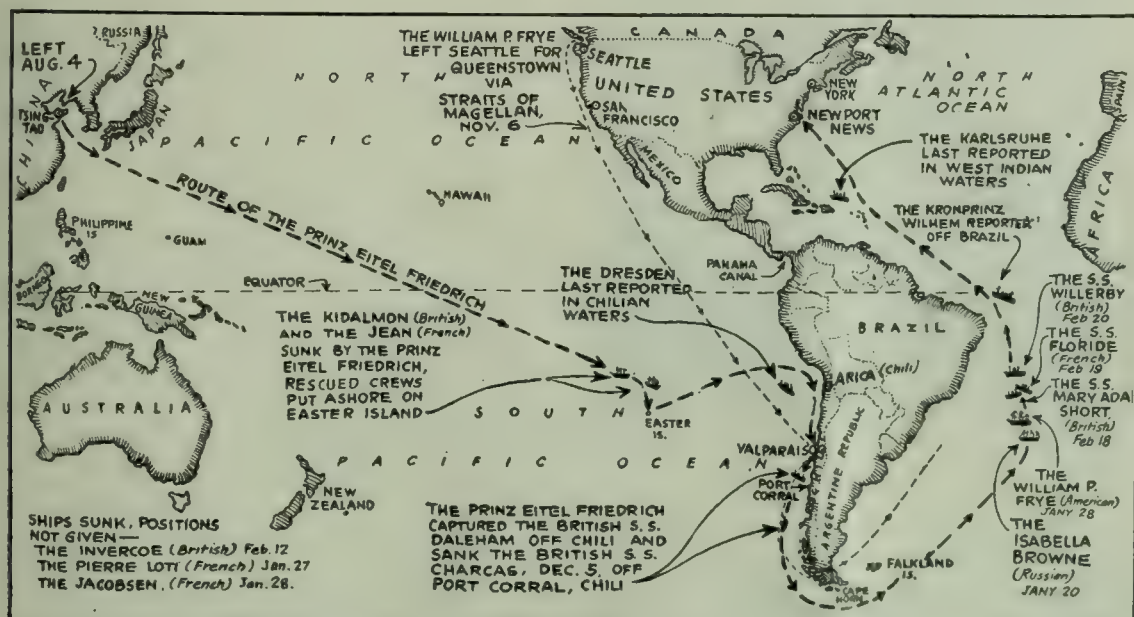 RUSSIA
LEFT
AUG. 4
CHINA
TSING
TAO
JAPAN
NORTH
PACIFIC OCEAN
THE WILLIAM P. FRYE
LEFT SEATTLE FOR
QUEENSTOWN
VIA
STRAITS OF
MAGELLAN,
NOV. 6
CANADA
SEATTLE
UNITED STATES
SAN
FRANCISCO
NEW
YORK
NEWPORT
NEWS
NORTH
ATLANTIC
OCEAN
SPAIN
AFRICA
MEXICO
THE KARLSRUHE
LAST REPORTED
IN WEST INDIAN
WATERS
HAWAII
ROUTE OF THE PRINZ EITEL FRIEDRICH
PHILIPPINE
IS
GUAM
THE KRONPRINZ
WILHEM REPORTED
OFF BRAZIL
PANAMA
CANAL
EQUATOR
BORNEO
NEW
GUINEA
THE DRESDEN
LAST REPORTED
IN CHILIAN
WATERS
THE KIDALMON (British)
AND THE JEAN (French)
SUNK BY THE PRINZ
EITEL FRIEDRICH,
RESCUED CREWS
PUT ASHORE ON
EASTER ISLAND
BRAZIL
THE S.S.
WILLERBY
(British)
Feb 20
THE S.S.
FLORIDE
(French)
Feb 19
THE S.S.
MARY ADA
SHORT
(British)
Feb 18
ARICA (Chili)
AUSTRALIA
SOUTH
PACIFIC OCEAN
EASTER
IS.
VALPARAISO
PORT
CORRAL
CHILI
ARGENTINE REPUBLIC
NEW
ZEALAND
THE
WILLIAM P.
FRYE (American)
JANY 28
THE
ISABELLA
BROWNE
(Russian)
JANY 20
SHIPS SUNK, POSITIONS
NOT GIVEN—
THE INVERCOE (British) Feb. 12
THE PIERRE LOTI (French) Jan. 27
THE JACOBSEN, (French) Jan. 28.
THE PRINZ EITEL FRIEDRICH
CAPTURED THE BRITISH S.S.
DALEHAM OFF CHILI AND
SANK THE BRITISH S.S.
CHARCAS, DEC. 5, OFF
PORT CORRAL, CHILI
FALKLAND
IS.
CAPE
HORN